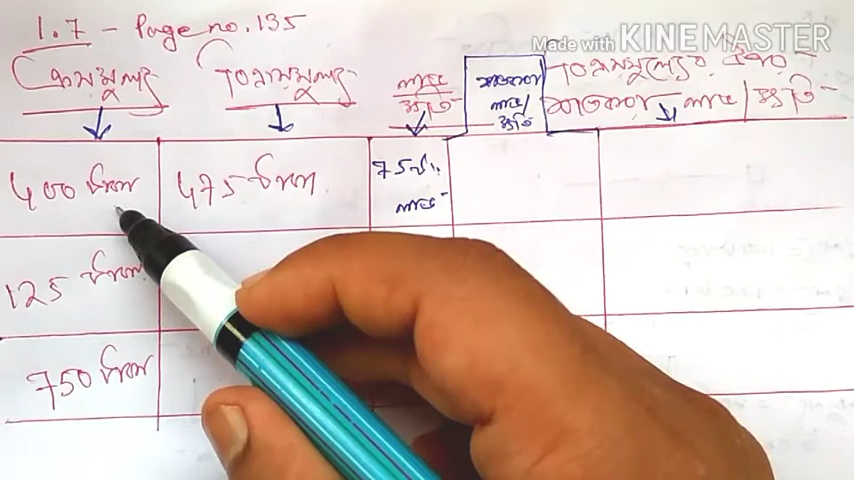 1.7 - Page no. 135
Made with KINEMASTER
ক্রয়মূল্য
বিক্রয়মূল্য
লাভ/ক্ষতি
শতকরা লাভ/ক্ষতি
বিক্রয়মূল্যের উপর শতকরা লাভ/ক্ষতি
400 টাকা
475 টাকা
75 টা. লাভ
125 টাকা
750 টাকা